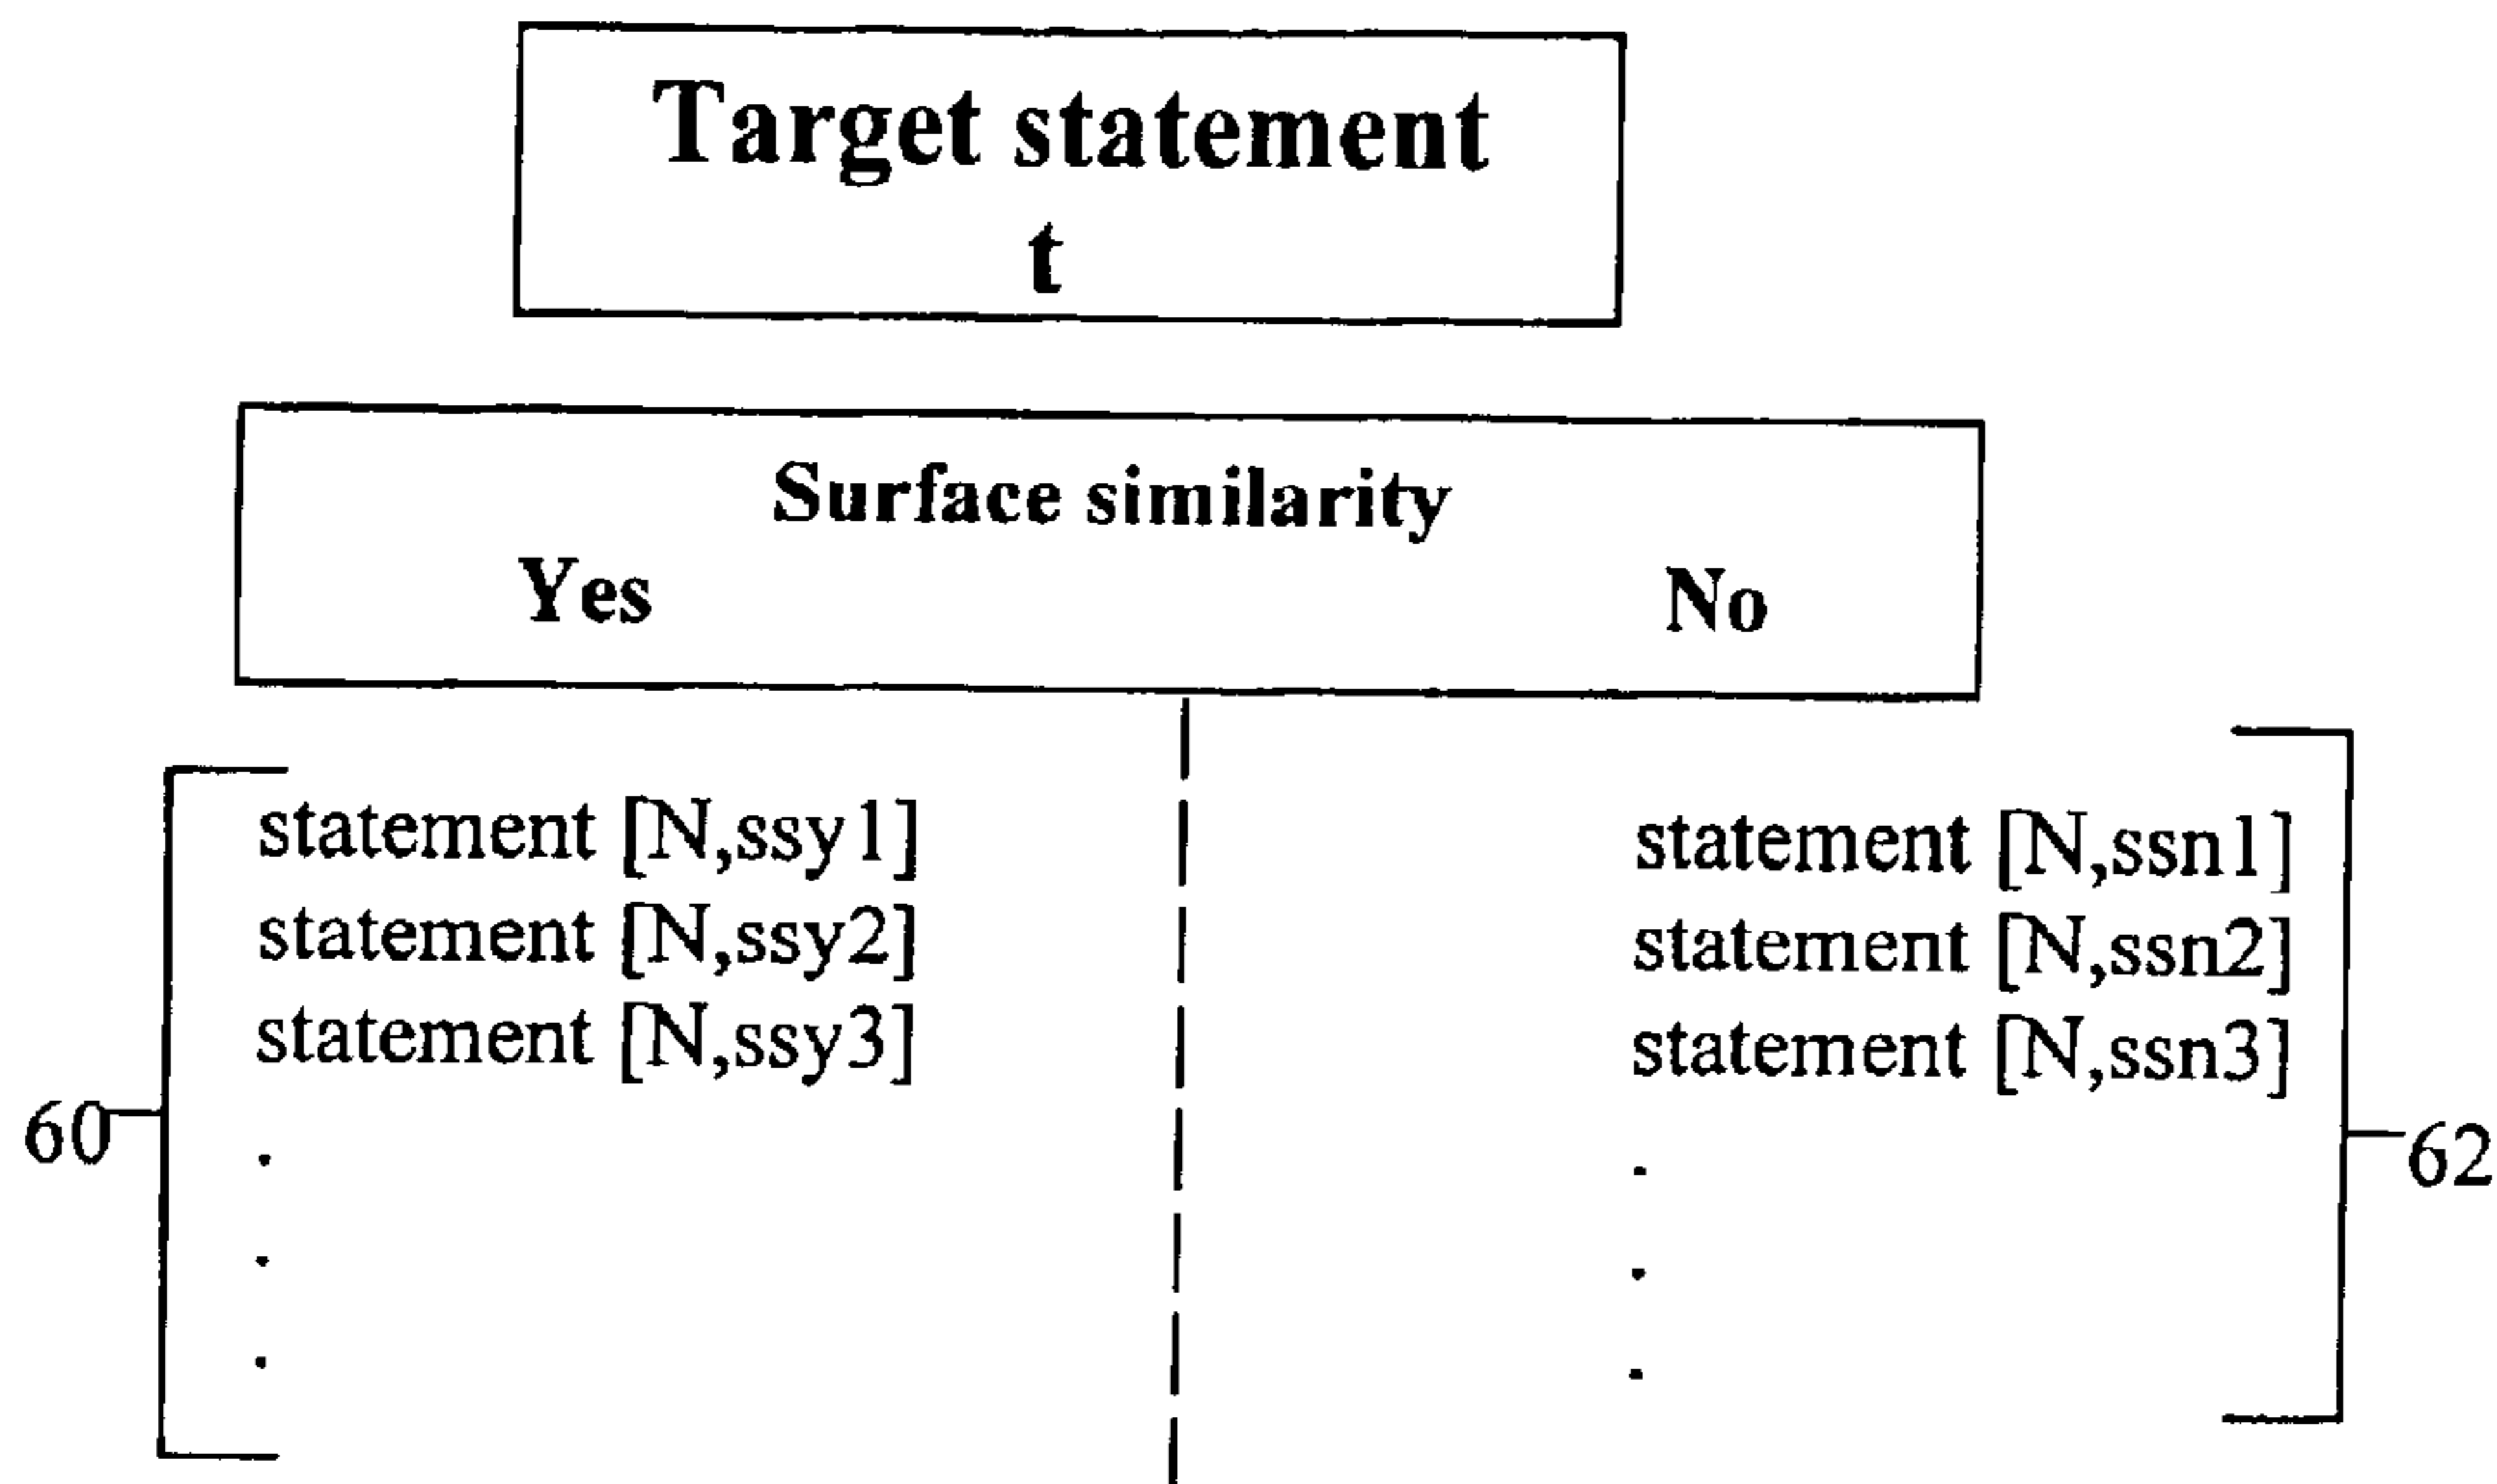 Target statement
t
Surface similarity
Yes No
statement [N,ssy1] statement [N,ssn1]
statement [N,ssy2] statement [N,ssn2]
statement [N,ssy3] statement [N,ssn3]
60 62